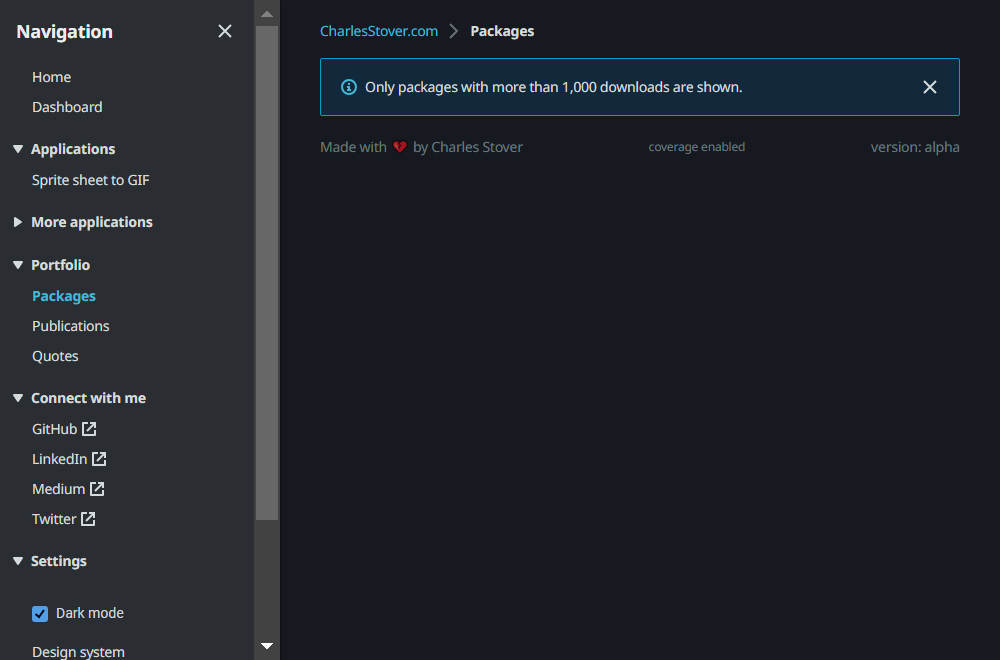 Navigation
Home
Dashboard
Applications
Sprite sheet to GIF
More applications
Portfolio
Packages
Publications
Quotes
Connect with me
GitHub
LinkedIn
Medium
Twitter
Settings
Dark mode
Design system
CharlesStover.com Packages
Only packages with more than 1,000 downloads are shown.
Made with by Charles Stover coverage enabled version: alpha